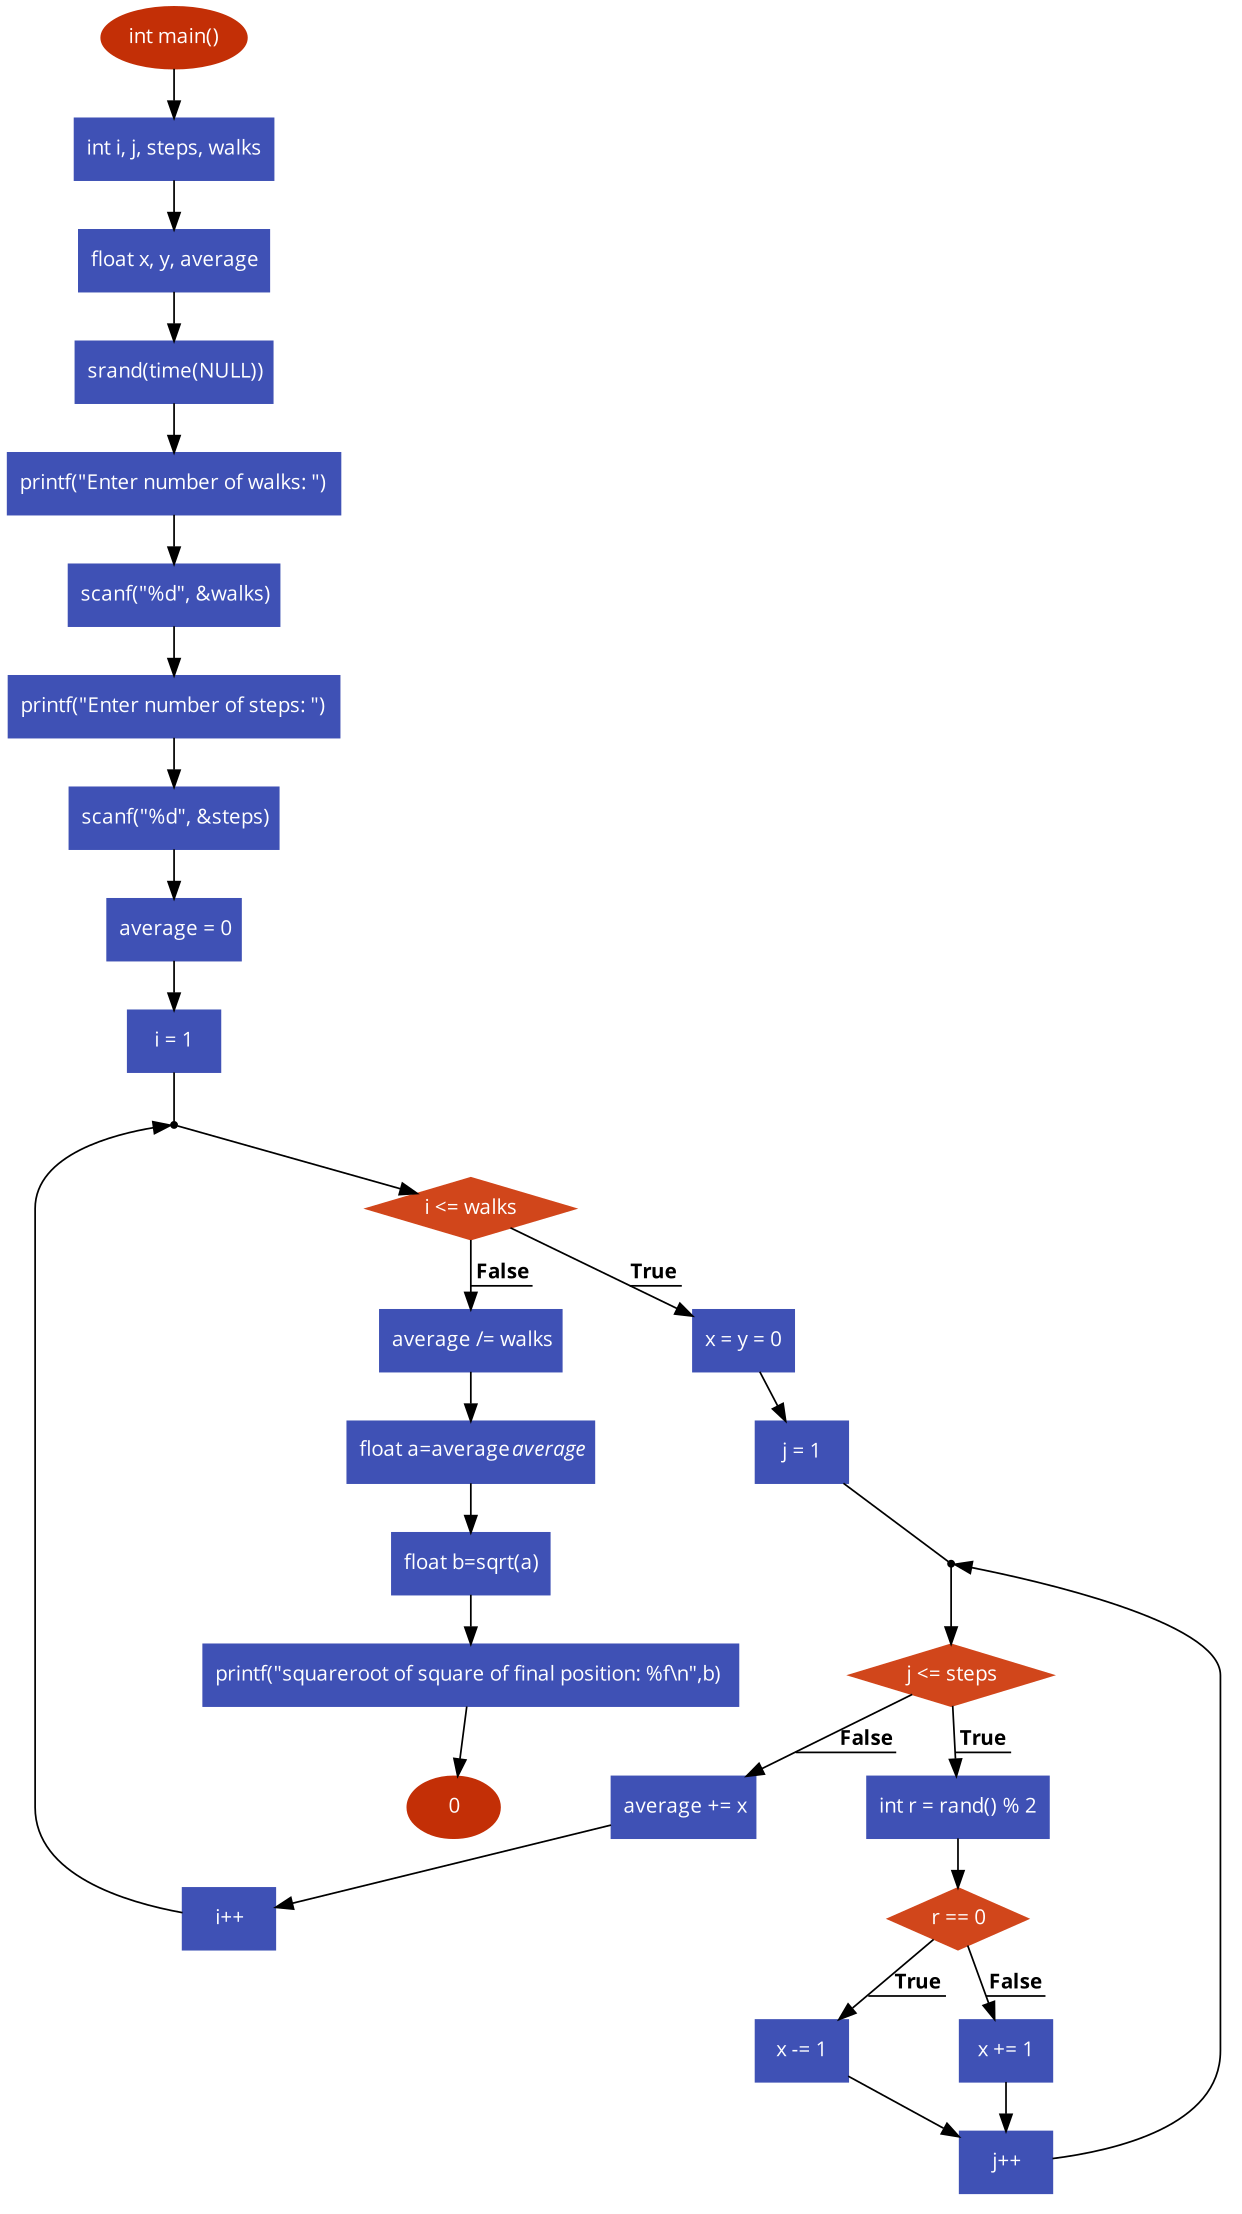 int main()
int i, j, steps, walks
float x, y, average
srand(time(NULL))
printf("Enter number of walks: ")
scanf("%d", &walks)
printf("Enter number of steps: ")
scanf("%d", &steps)
average = 0
i = 1
i <= walks
False
True
average /= walks
x = y = 0
float a=averageaverage
j = 1
float b=sqrt(a)
printf("squareroot of square of final position: %f\n",b)
j <= steps
False
True
0
average += x
int r = rand() % 2
i++
r == 0
True
False
x -= 1
x += 1
j++